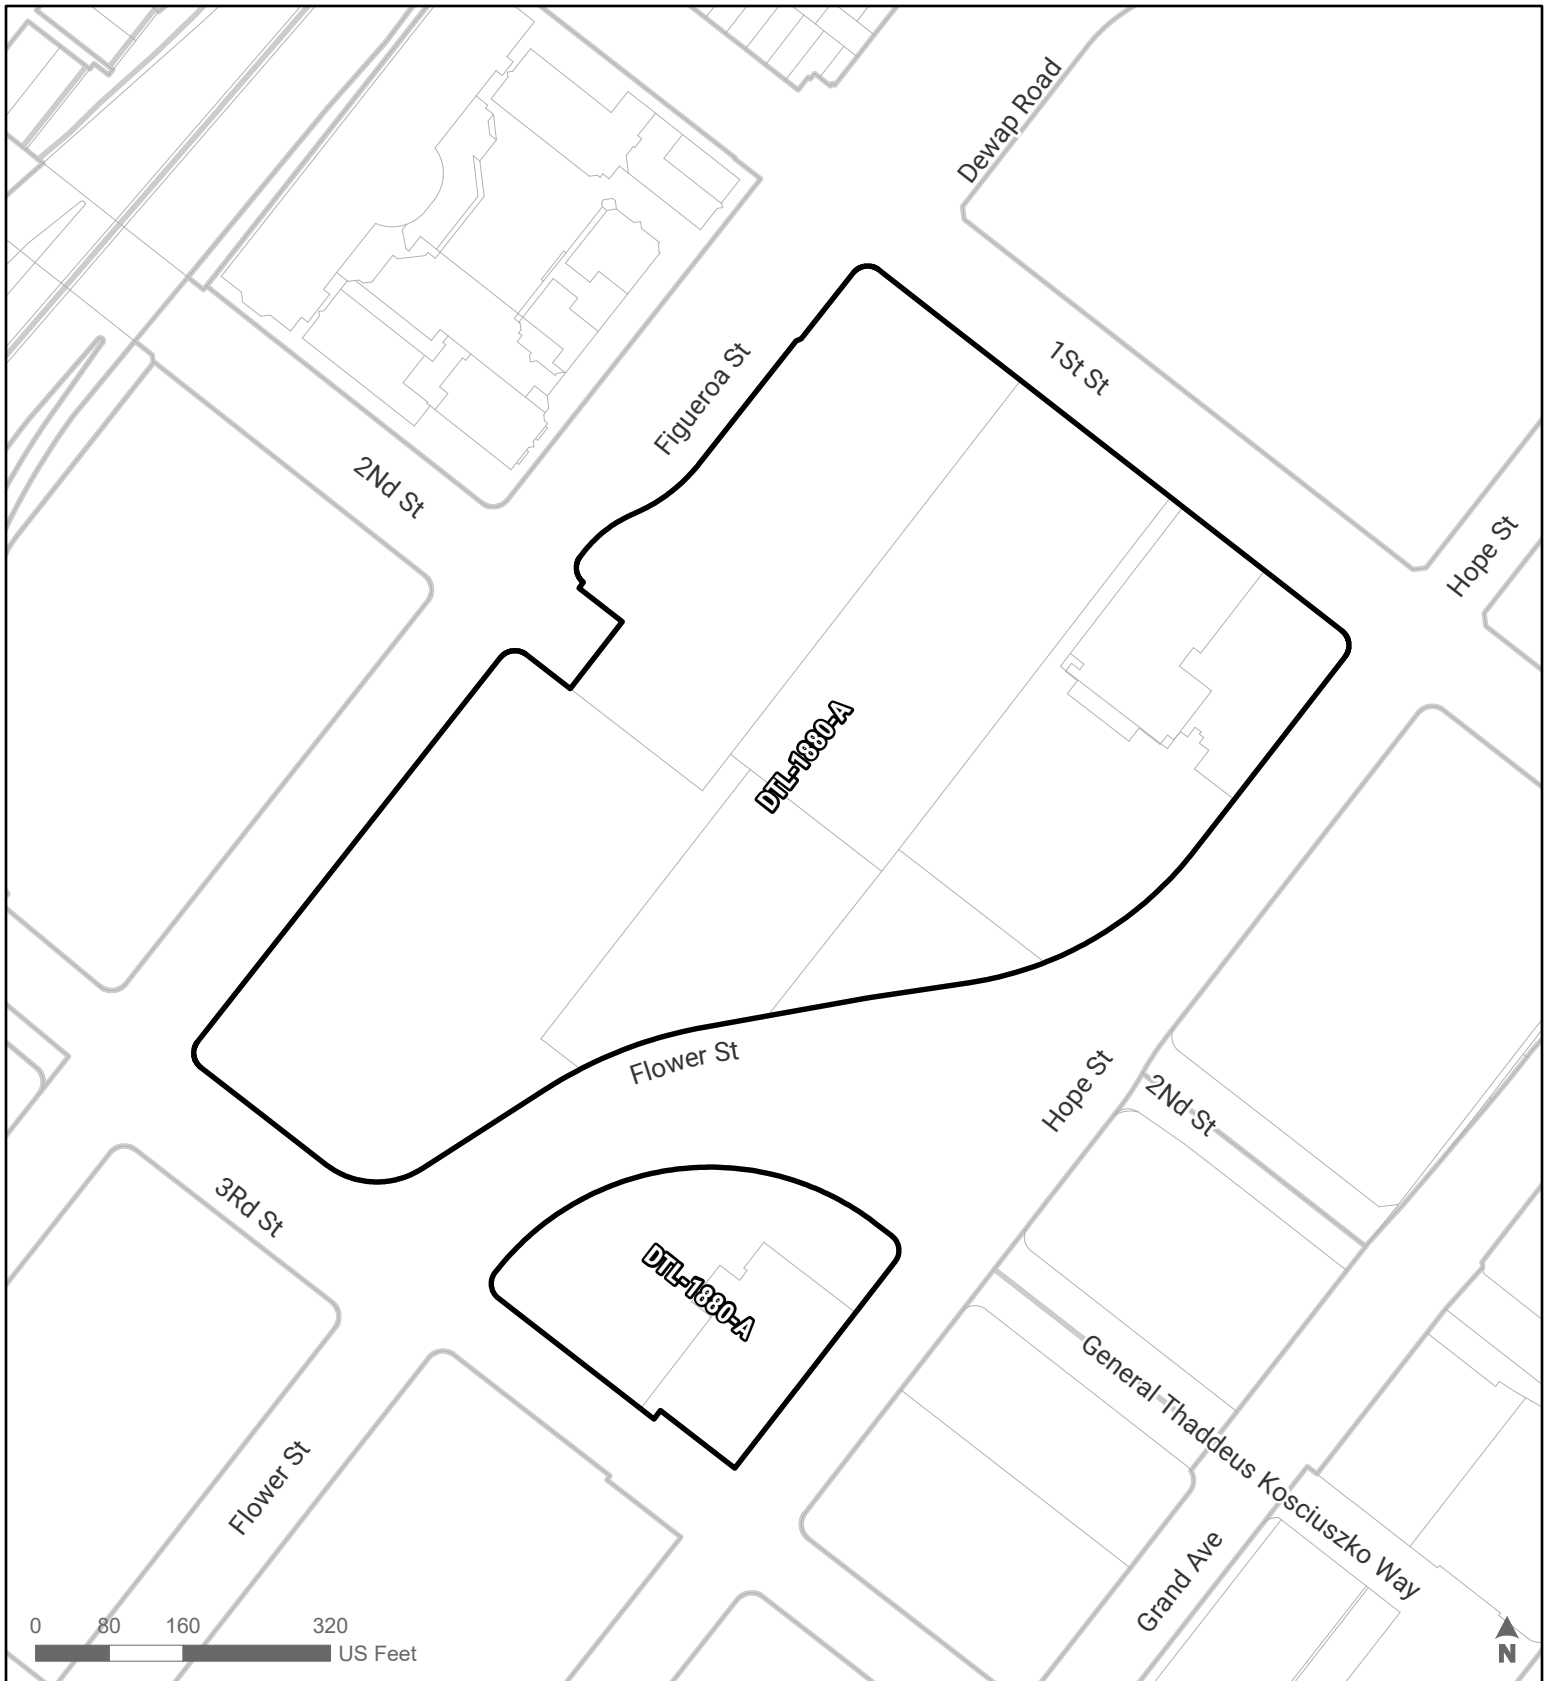 Dewap Road
1St St
Figueroa St
2Nd St
Hope St
DTL-1880-A
Flower St
Hope St
2Nd St
3Rd St
DTL-1880-A
General Thaddeus Kosciuszko Way
Flower St
Grand Ave
0 80 160 320
US Feet
N